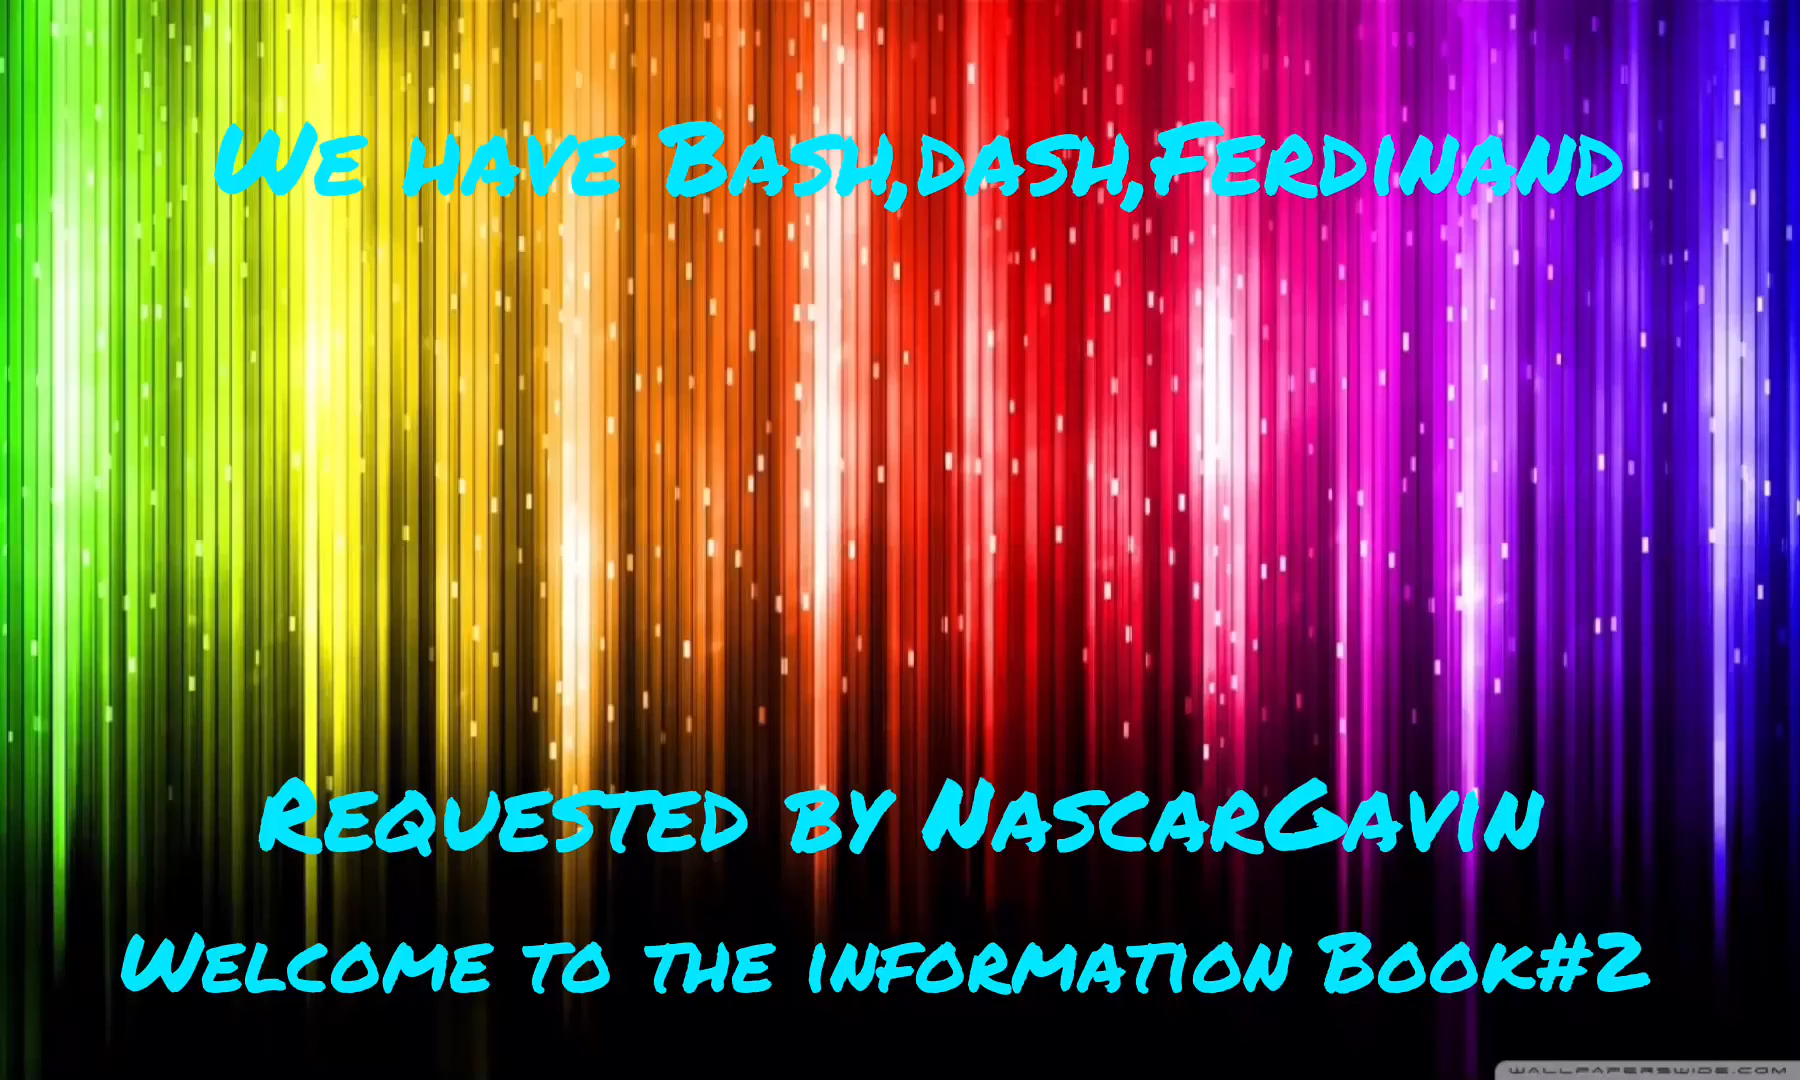 We have Bash,dash,Ferdinand
Requested by NascarGavin
Welcome to the information Book#2
WALLPAPERSWIDE.COM